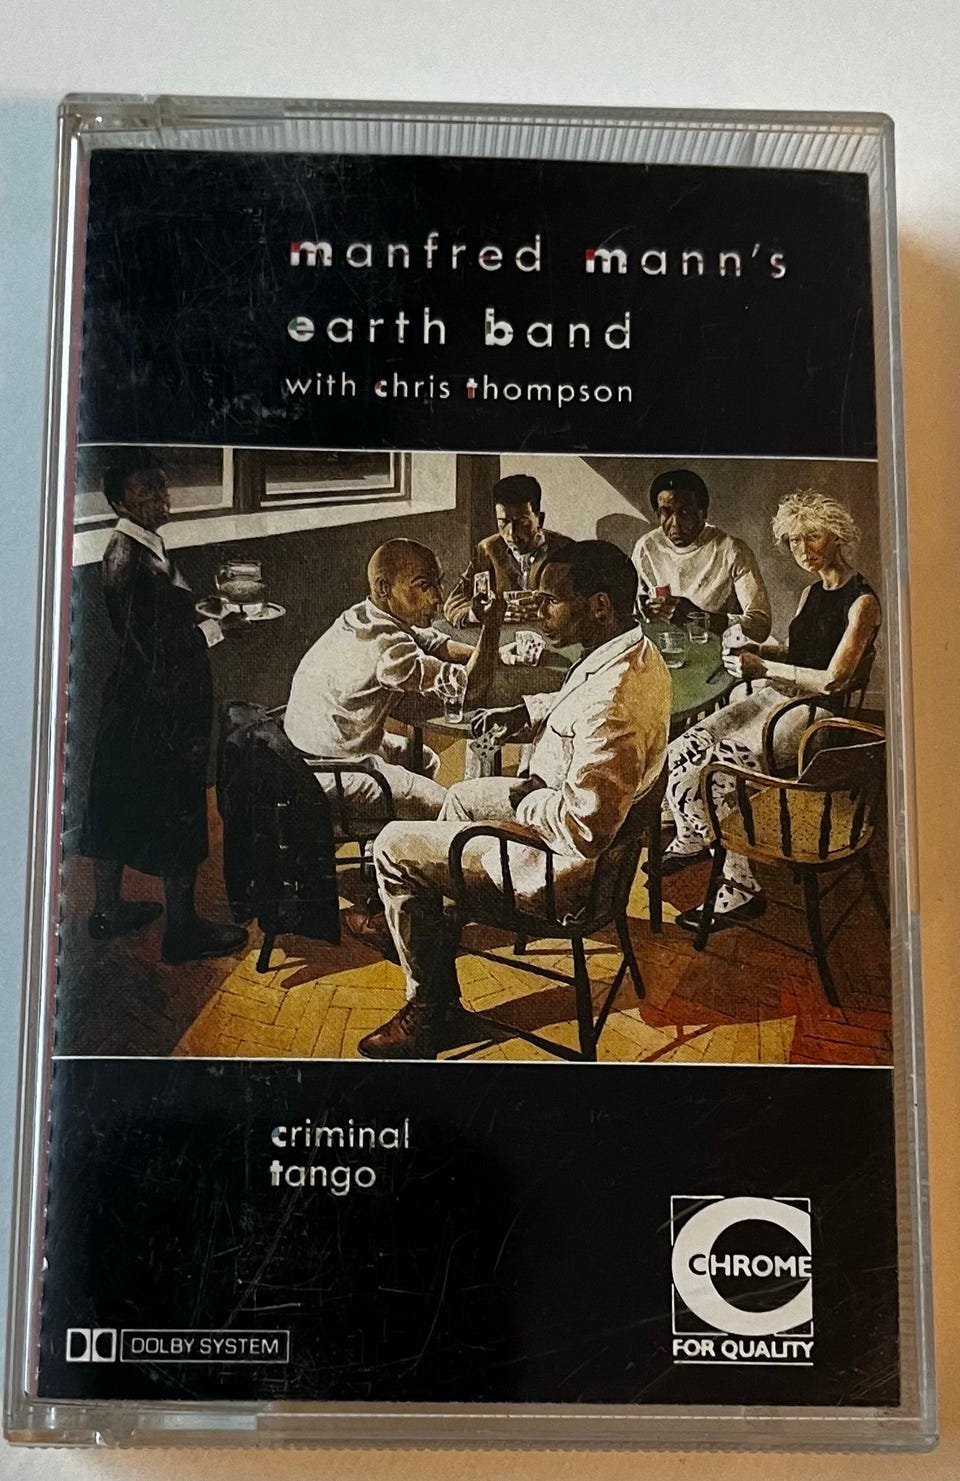 manfred mann's
earth band
with chris thompson
criminal
tango
DOLBY SYSTEM
CHROME
FOR QUALITY